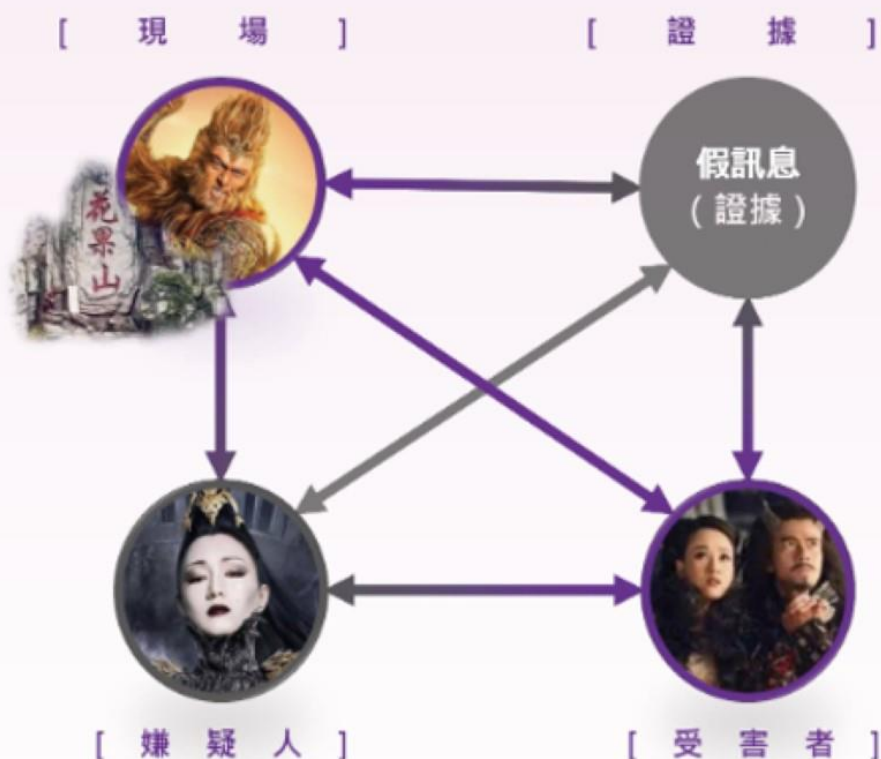 [ 現 場 ]
[ 證 據 ]
花果山
假訊息
(證據)
[ 嫌 疑 人 ]
[ 受 害 者 ]